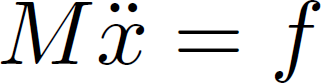 Mẍ = f